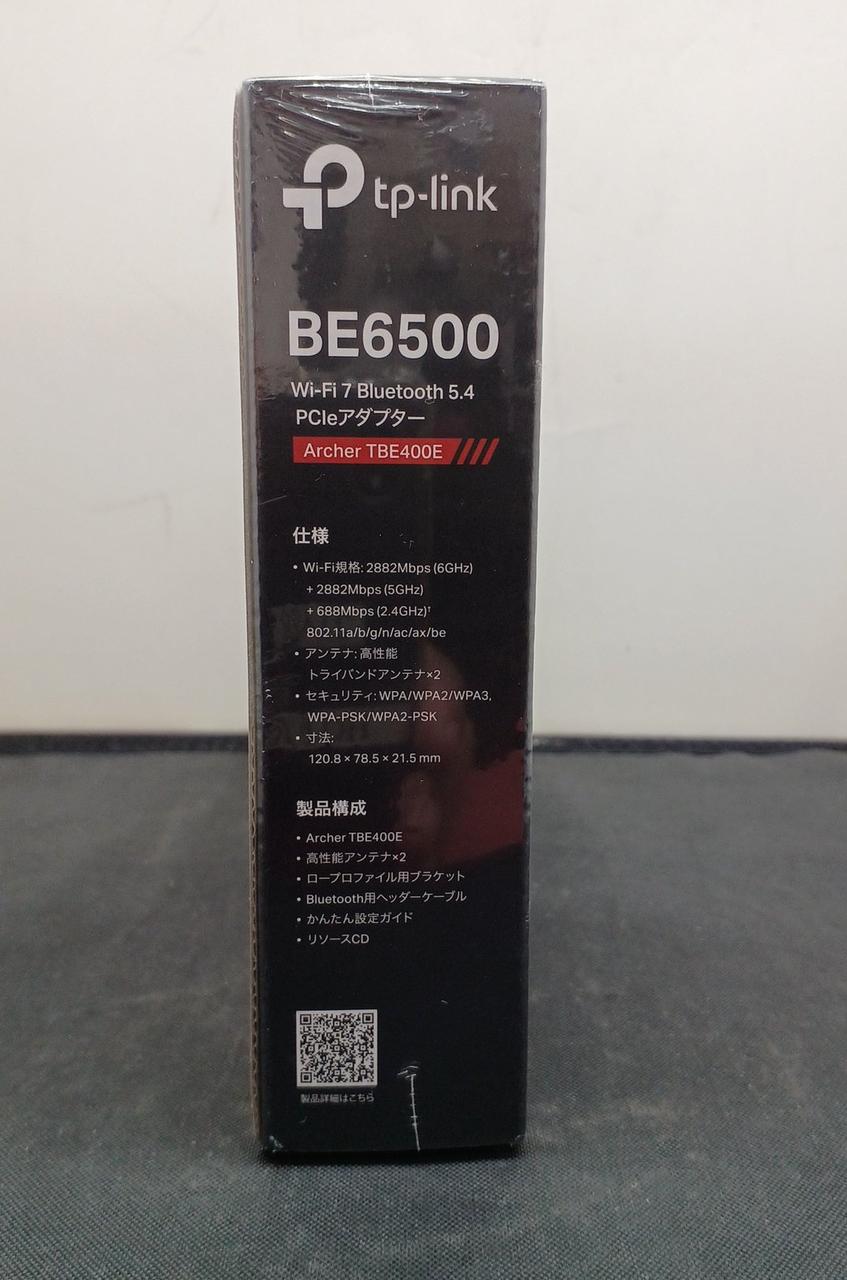 tp-link
BE6500
Wi-Fi 7 Bluetooth 5.4
PCIeアダプター
Archer TBE400E
仕様
• Wi-Fi規格: 2882Mbps (6GHz)
+ 2882Mbps (5GHz)
+ 688Mbps (2.4GHz)†
802.11a/b/g/n/ac/ax/be
• アンテナ: 高性能
トライバンドアンテナ×2
• セキュリティ: WPA/WPA2/WPA3,
WPA-PSK/WPA2-PSK
• 寸法:
120.8 × 78.5 × 21.5 mm
製品構成
• Archer TBE400E
• 高性能アンテナ×2
• ロープロファイル用ブラケット
• Bluetooth用ヘッダーケーブル
• かんたん設定ガイド
• リソースCD
製品詳細はこちら